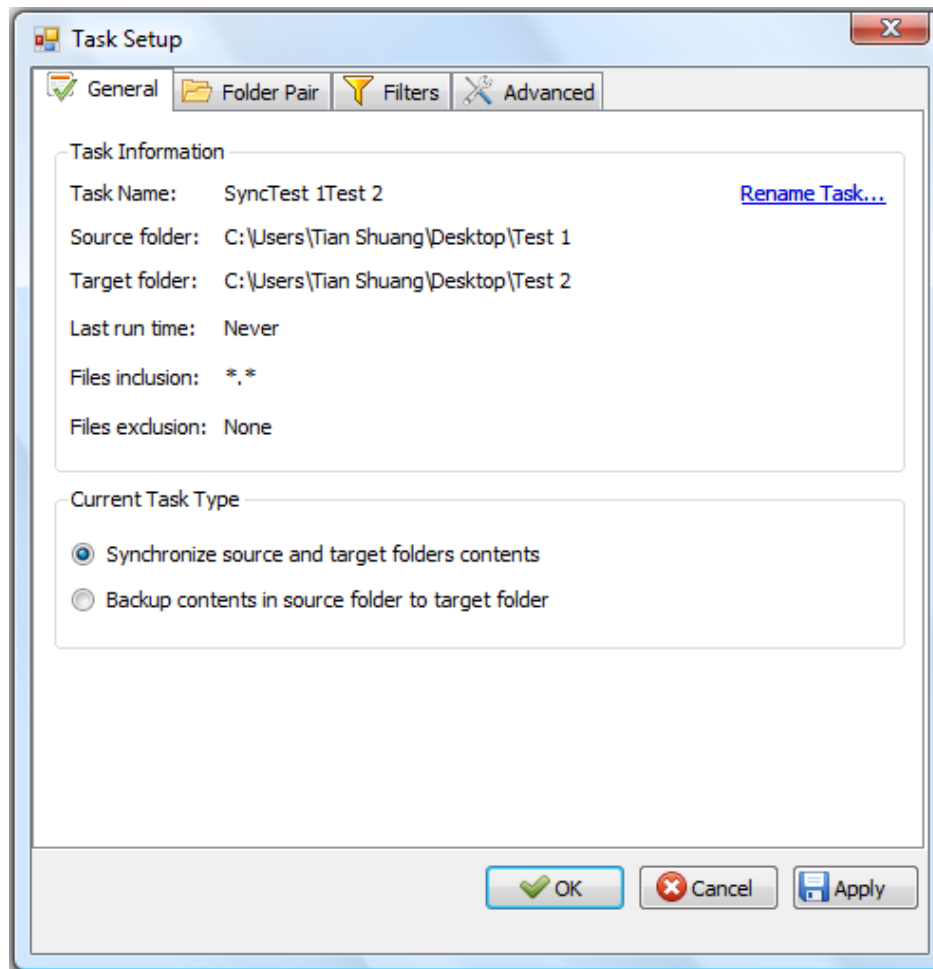 Task Setup
General Folder Pair Filters Advanced
Task Information
Task Name: SyncTest 1Test 2 Rename Task...
Source folder: C:\Users\Tian Shuang\Desktop\Test 1
Target folder: C:\Users\Tian Shuang\Desktop\Test 2
Last run time: Never
Files inclusion: *.*
Files exclusion: None
Current Task Type
Synchronize source and target folders contents
Backup contents in source folder to target folder
OK Cancel Apply